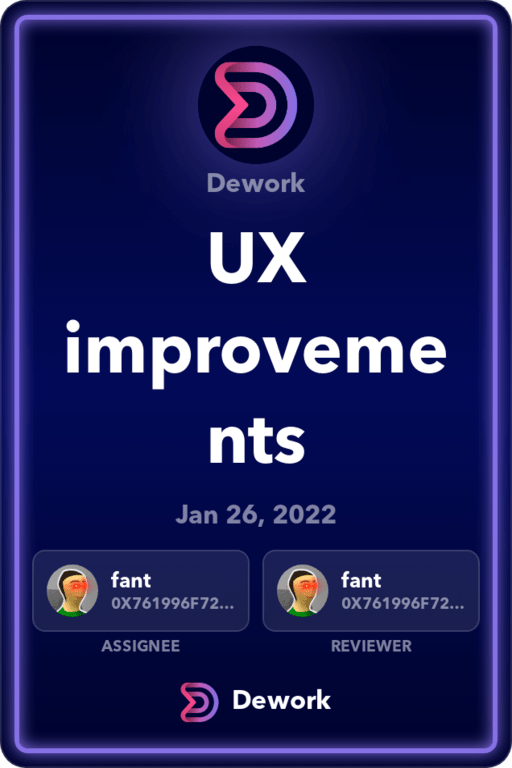 Dework
UX
improveme
nts
Jan 26, 2022
fant
0X761996F72...
ASSIGNEE
fant
0X761996F72...
REVIEWER
Dework